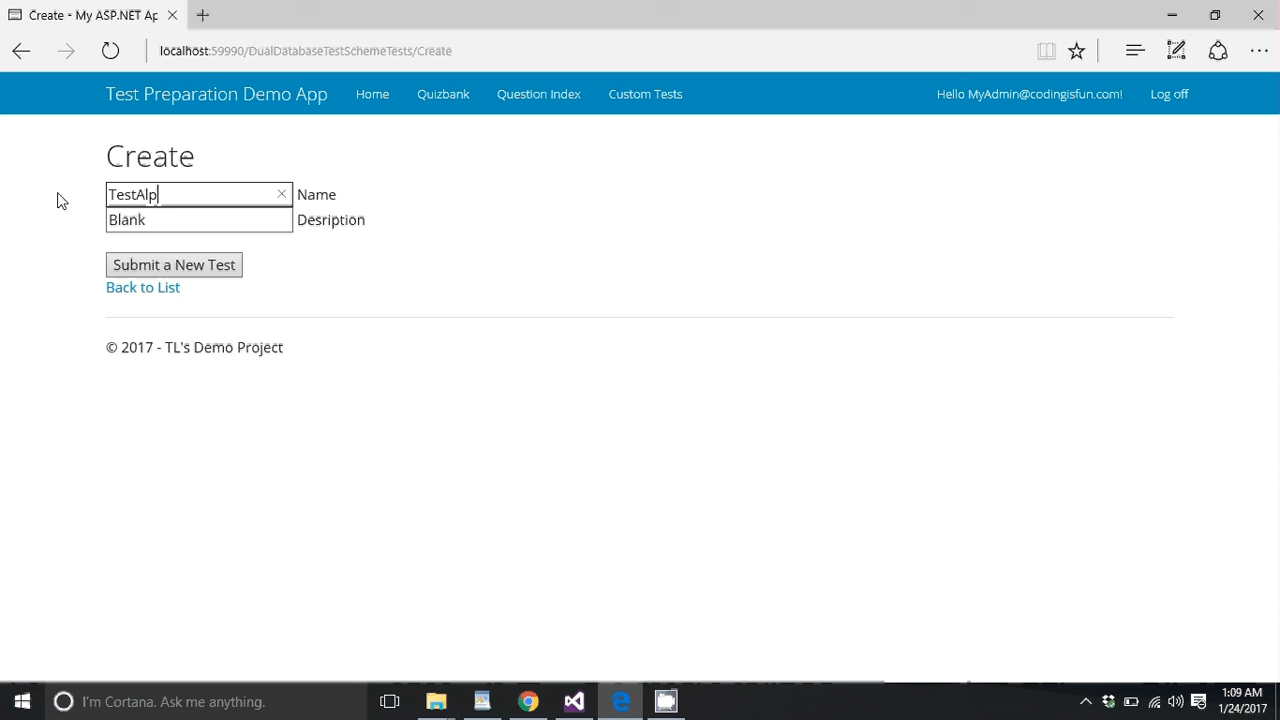 Create - My ASP.NET Ap
localhost:59990/DualDatabaseTestSchemeTests/Create
Test Preparation Demo App Home Quizbank Question Index Custom Tests Hello MyAdmin@codingisfun.com! Log off
Create
TestAlp Name
Blank Desription
Submit a New Test
Back to List
© 2017 - TL's Demo Project
I'm Cortana. Ask me anything.
1:09 AM
1/24/2017